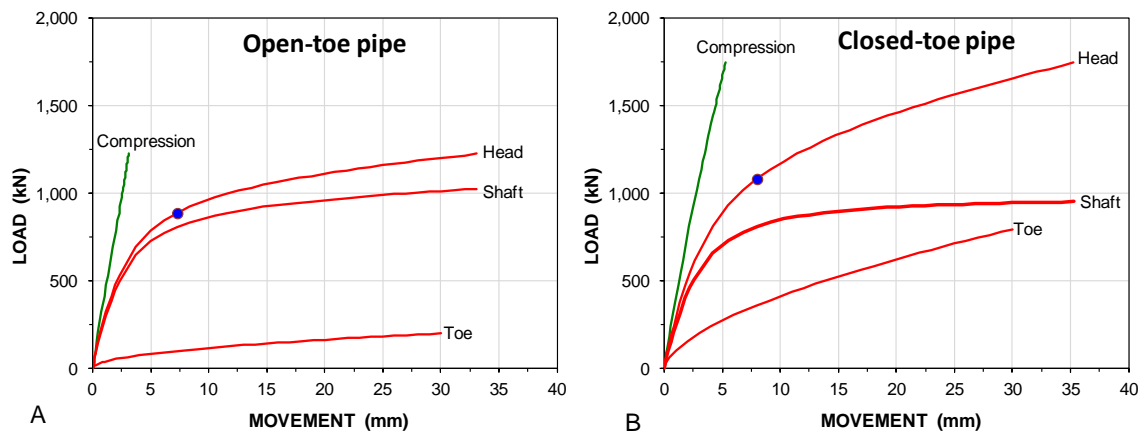 Open-toe pipe
2,000
1,500
1,000
500
0
LOAD (kN)
Compression
Head
Shaft
Toe
0 5 10 15 20 25 30 35 40
MOVEMENT (mm)
A
Closed-toe pipe
2,000
1,500
1,000
500
0
LOAD (kN)
Compression
Head
Shaft
Toe
0 5 10 15 20 25 30 35 40
MOVEMENT (mm)
B